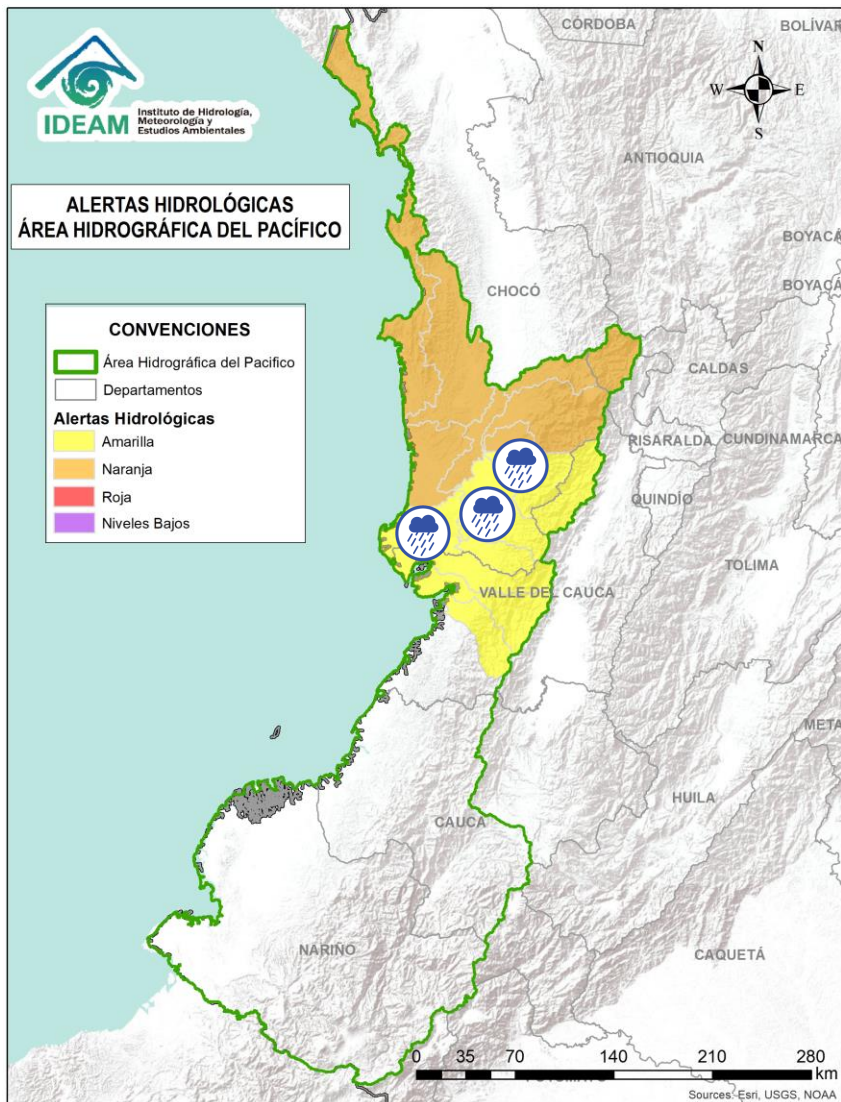 CÓRDOBA
BOLÍVAR
IDEAM
Instituto de Hidrología,
Meteorología y
Estudios Ambientales
N
W E
S
ANTIOQUIA
ALERTAS HIDROLÓGICAS
ÁREA HIDROGRÁFICA DEL PACÍFICO
BOYACÁ
BOYACÁ
CHOCÓ
CONVENCIONES
Área Hidrográfica del Pacifico
Departamentos
Alertas Hidrológicas
Amarilla
Naranja
Roja
Niveles Bajos
CALDAS
RISARALDA
CUNDINAMARCA
QUINDÍO
TOLIMA
VALLE DEL CAUCA
META
HUILA
CAUCA
NARIÑO
CAQUETÁ
0 35 70 140 210 280
km
Sources: Esri, USGS, NOAA